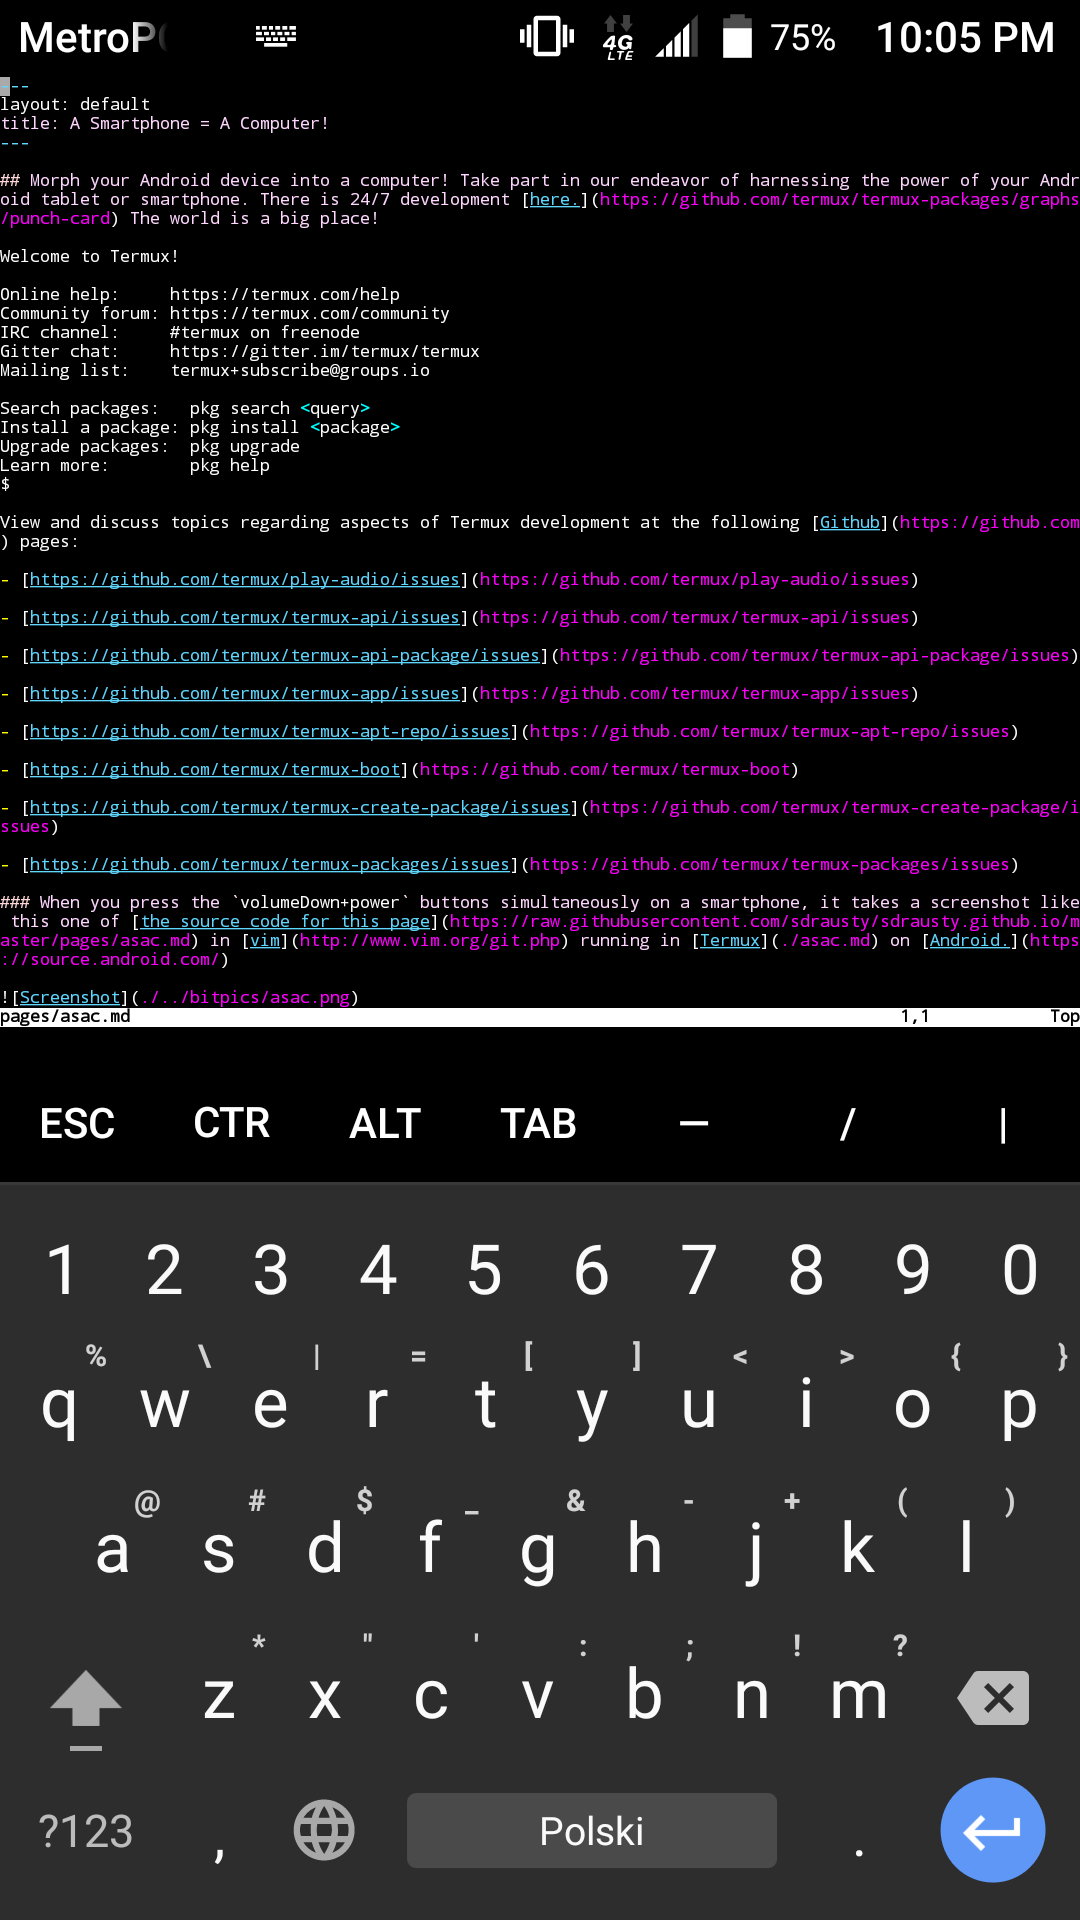 MetroP 4G LTE 75% 10:05 PM
---
layout: default
title: A Smartphone = A Computer!
---
## Morph your Android device into a computer! Take part in our endeavor of harnessing the power of your Andr
oid tablet or smartphone. There is 24/7 development [here.](https://github.com/termux/termux-packages/graphs
/punch-card) The world is a big place!
Welcome to Termux!
Online help:     https://termux.com/help
Community forum: https://termux.com/community
IRC channel:     #termux on freenode
Gitter chat:     https://gitter.im/termux/termux
Mailing list:    termux+subscribe@groups.io
Search packages:   pkg search <query>
Install a package: pkg install <package>
Upgrade packages:  pkg upgrade
Learn more:        pkg help
$
View and discuss topics regarding aspects of Termux development at the following [Github](https://github.com
) pages:
- [https://github.com/termux/play-audio/issues](https://github.com/termux/play-audio/issues)
- [https://github.com/termux/termux-api/issues](https://github.com/termux/termux-api/issues)
- [https://github.com/termux/termux-api-package/issues](https://github.com/termux/termux-api-package/issues)
- [https://github.com/termux/termux-app/issues](https://github.com/termux/termux-app/issues)
- [https://github.com/termux/termux-apt-repo/issues](https://github.com/termux/termux-apt-repo/issues)
- [https://github.com/termux/termux-boot](https://github.com/termux/termux-boot)
- [https://github.com/termux/termux-create-package/issues](https://github.com/termux/termux-create-package/i
ssues)
- [https://github.com/termux/termux-packages/issues](https://github.com/termux/termux-packages/issues)
### When you press the `volumeDown+power` buttons simultaneously on a smartphone, it takes a screenshot like
 this one of [the source code for this page](https://raw.githubusercontent.com/sdrausty/sdrausty.github.io/m
aster/pages/asac.md) in [vim](http://www.vim.org/git.php) running in [Termux](./asac.md) on [Android.](https
://source.android.com/)
![Screenshot](./../bitpics/asac.png)
pages/asac.md 1,1 Top
ESC CTR ALT TAB — / |
1 2 3 4 5 6 7 8 9 0
% \ | = [ ] < > { }
q w e r t y u i o p
@ # $ _ & - + ( )
a s d f g h j k l
* " ' : ; ! ?
z x c v b n m
?123 , Polski .